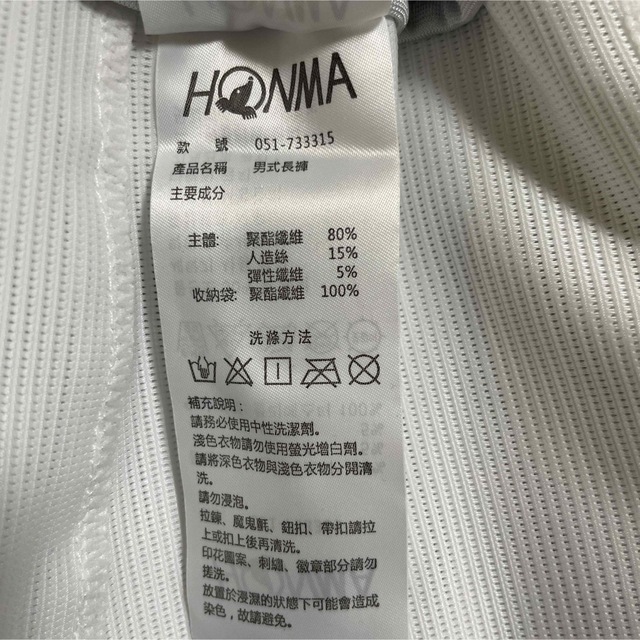 HONMA
款 號 051-733315
產品名稱 男式長褲
主要成分
主體: 聚酯纖維 80%
人造絲 15%
彈性纖維 5%
收納袋: 聚酯纖維 100%
洗滌方法
補充說明:
請務必使用中性洗潔劑。
淺色衣物請勿使用螢光增白劑。
請將深色衣物與淺色衣物分開清
洗。
請勿浸泡。
拉鍊、魔鬼氈、鈕扣、帶扣請拉
上或扣上後再清洗。
印花圖案、刺繡、徽章部分請勿
搓洗。
放置於浸濕的狀態下可能會造成
染色,故請避免。